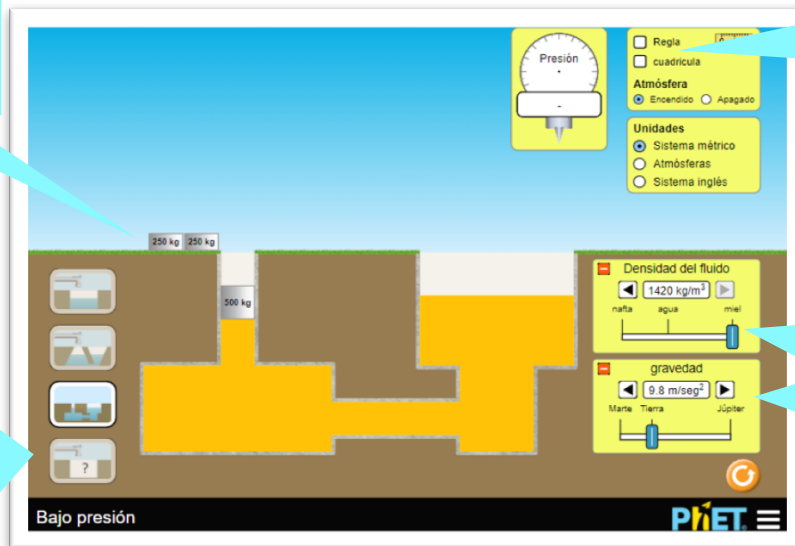 Presión
-
Regla
cuadricula
Atmósfera
Encendido
Apagado
Unidades
Sistema métrico
Atmósferas
Sistema inglés
250 kg
250 kg
500 kg
Densidad del fluido
1420 kg/m³
nafta
agua
miel
gravedad
9.8 m/seg²
Marte
Tierra
Júpiter
?
Bajo presión
PhET